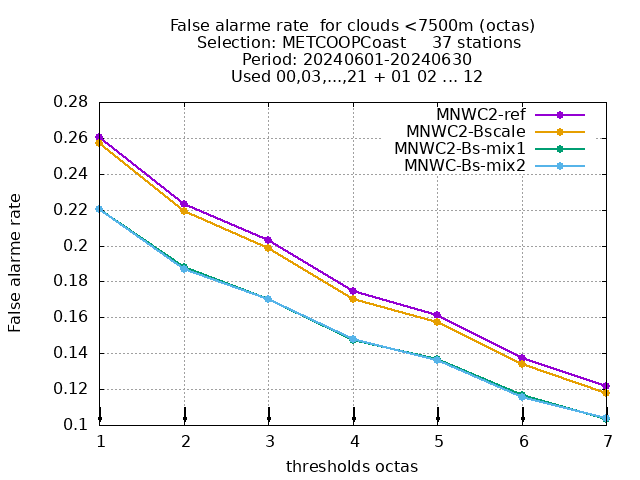 False alarme rate  for clouds <7500m (octas)
Selection: METCOOPCoast     37 stations
Period: 20240601-20240630
Used 00,03,...,21 + 01 02 ... 12
MNWC2-ref
MNWC2-Bscale
MNWC2-Bs-mix1
MNWC-Bs-mix2
0.28
0.26
0.24
0.22
0.2
0.18
0.16
0.14
0.12
0.1
False alarme rate
1 2 3 4 5 6 7
thresholds octas